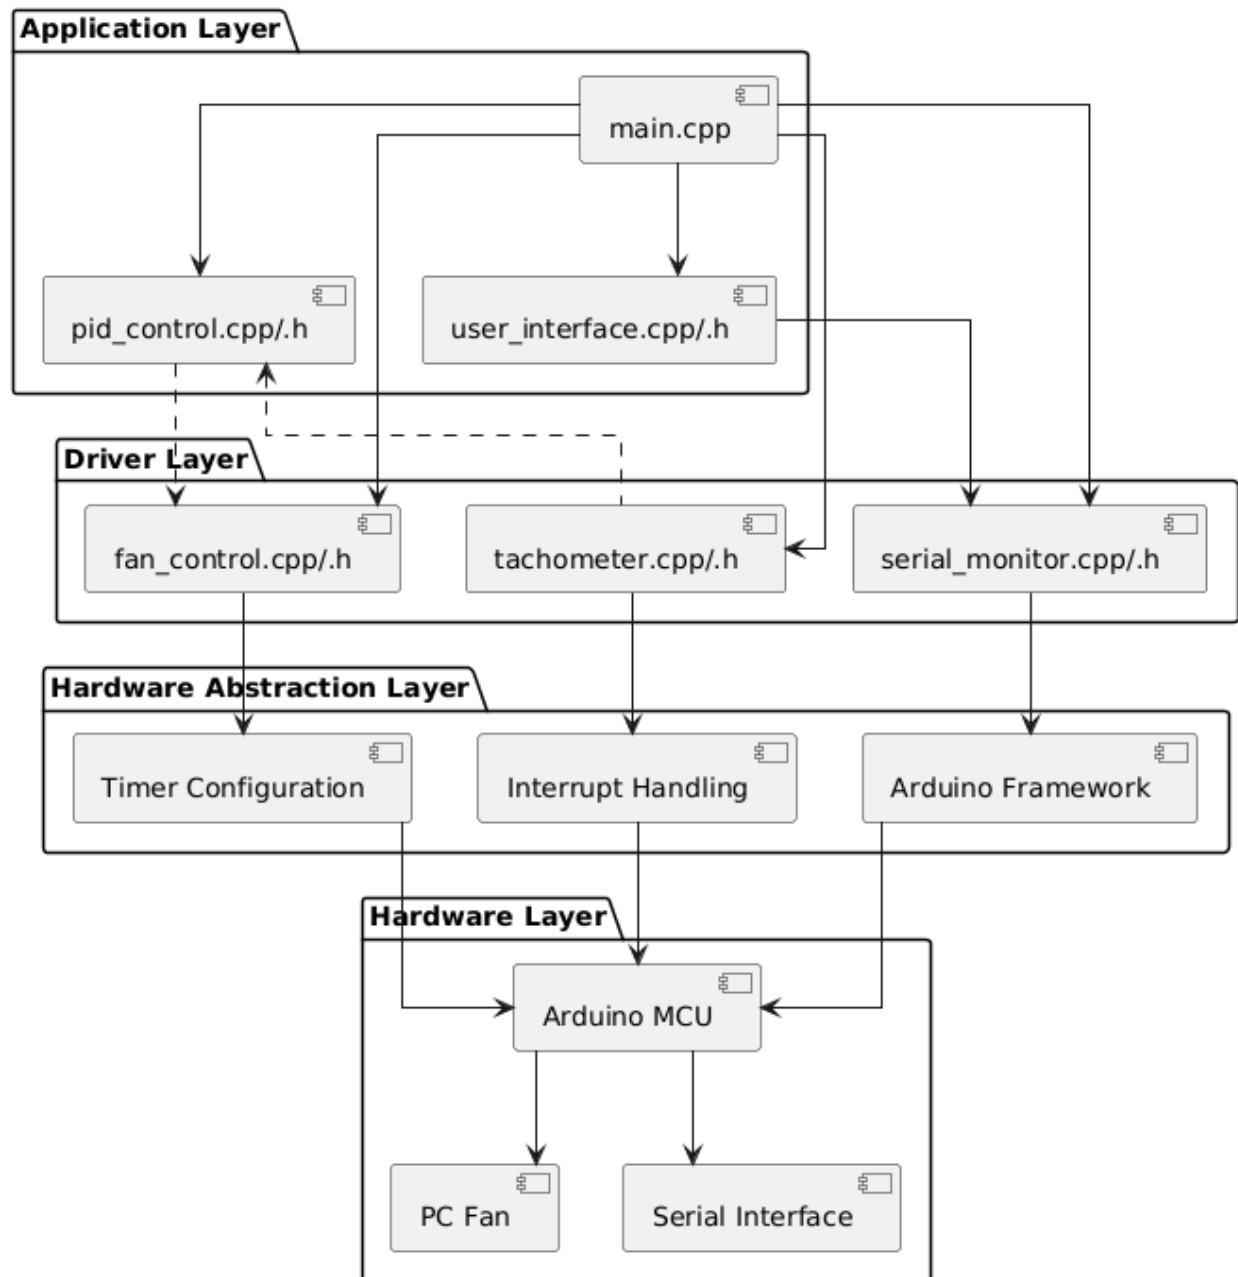 Application Layer
main.cpp
pid_control.cpp/.h
user_interface.cpp/.h
Driver Layer
fan_control.cpp/.h
tachometer.cpp/.h
serial_monitor.cpp/.h
Hardware Abstraction Layer
Timer Configuration
Interrupt Handling
Arduino Framework
Hardware Layer
Arduino MCU
PC Fan
Serial Interface